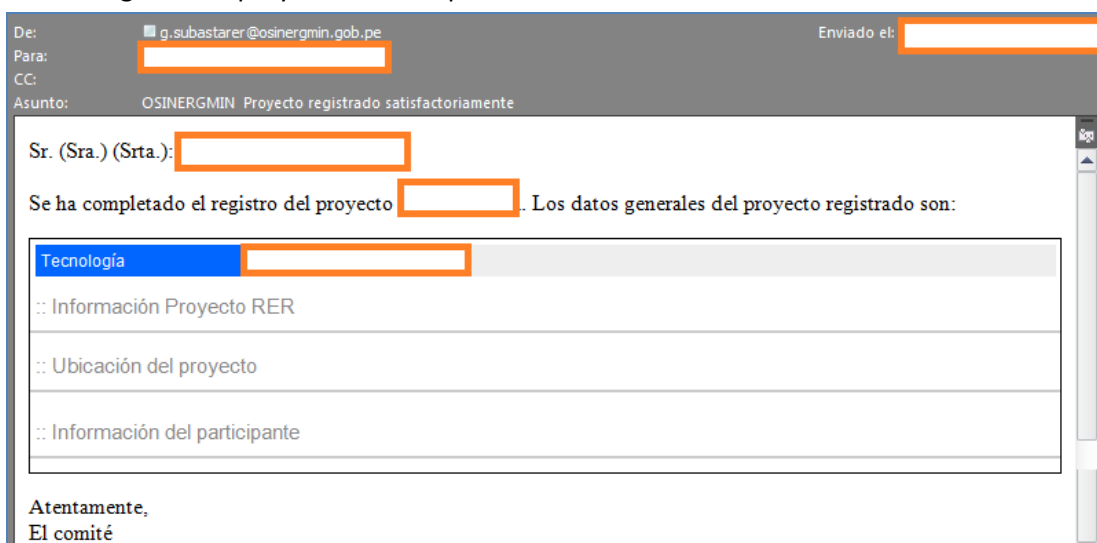 De: g.subastarer@osinergmin.gob.pe Enviado el:
Para:
CC:
Asunto: OSINERGMIN Proyecto registrado satisfactoriamente
Sr. (Sra.) (Srta.):
Se ha completado el registro del proyecto . Los datos generales del proyecto registrado son:
Tecnología
:: Información Proyecto RER
:: Ubicación del proyecto
:: Información del participante
Atentamente,
El comité